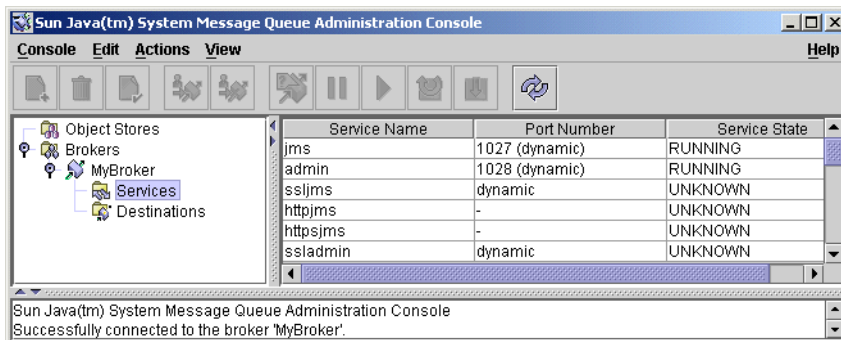 Sun Java(tm) System Message Queue Administration Console
Console Edit Actions View Help
Object Stores
Brokers
MyBroker
Services
Destinations
Service Name Port Number Service State
jms 1027 (dynamic) RUNNING
admin 1028 (dynamic) RUNNING
ssljms dynamic UNKNOWN
httpjms - UNKNOWN
httpsjms - UNKNOWN
ssladmin dynamic UNKNOWN
Sun Java(tm) System Message Queue Administration Console
Successfully connected to the broker 'MyBroker'.